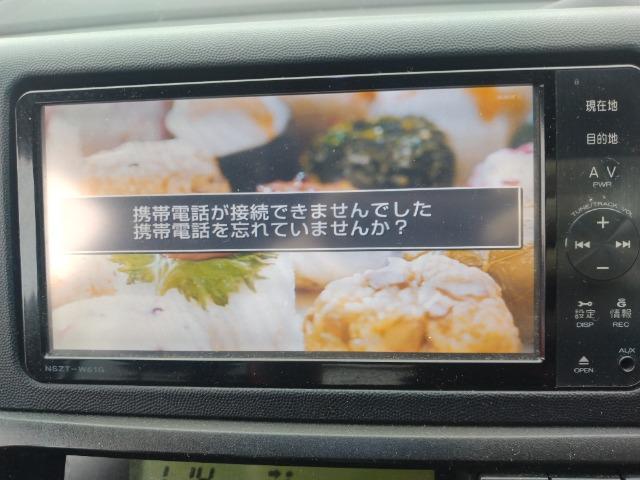 携帯電話が接続できませんでした
携帯電話を忘れていませんか？
現在地
目的地
AV
PWR
TUNE/TRACK VOL
+
−
設定 情報
DISP REC
AUX
OPEN
NSZT-W61G